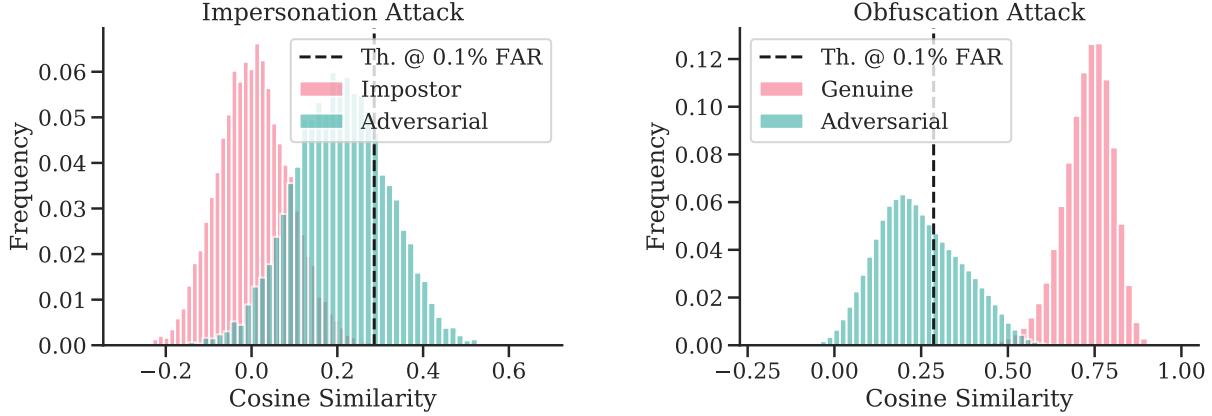 Impersonation Attack
Frequency
0.06
0.05
0.04
0.03
0.02
0.01
0.00
Th. @ 0.1% FAR
Impostor
Adversarial
−0.2
0.0
0.2
0.4
0.6
Cosine Similarity
Obfuscation Attack
Frequency
0.12
0.10
0.08
0.06
0.04
0.02
0.00
Th. @ 0.1% FAR
Genuine
Adversarial
−0.25
0.00
0.25
0.50
0.75
1.00
Cosine Similarity